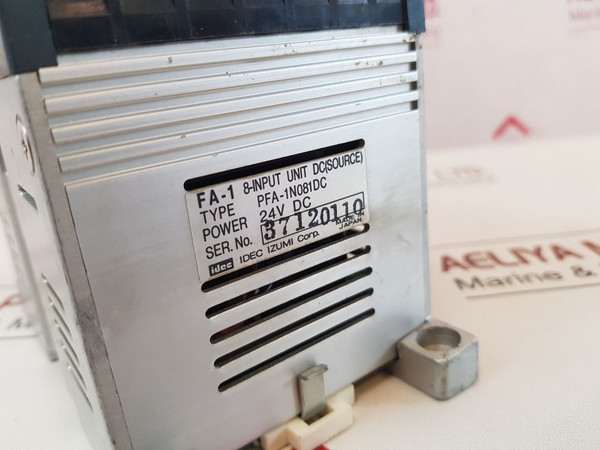 FA-1 8-INPUT UNIT DC(SOURCE)
TYPE PFA-1N081DC
POWER 24V DC
SER. No. 37120110
MADE IN JAPAN
idec IDEC IZUMI Corp.
AELIYA M
Marine &